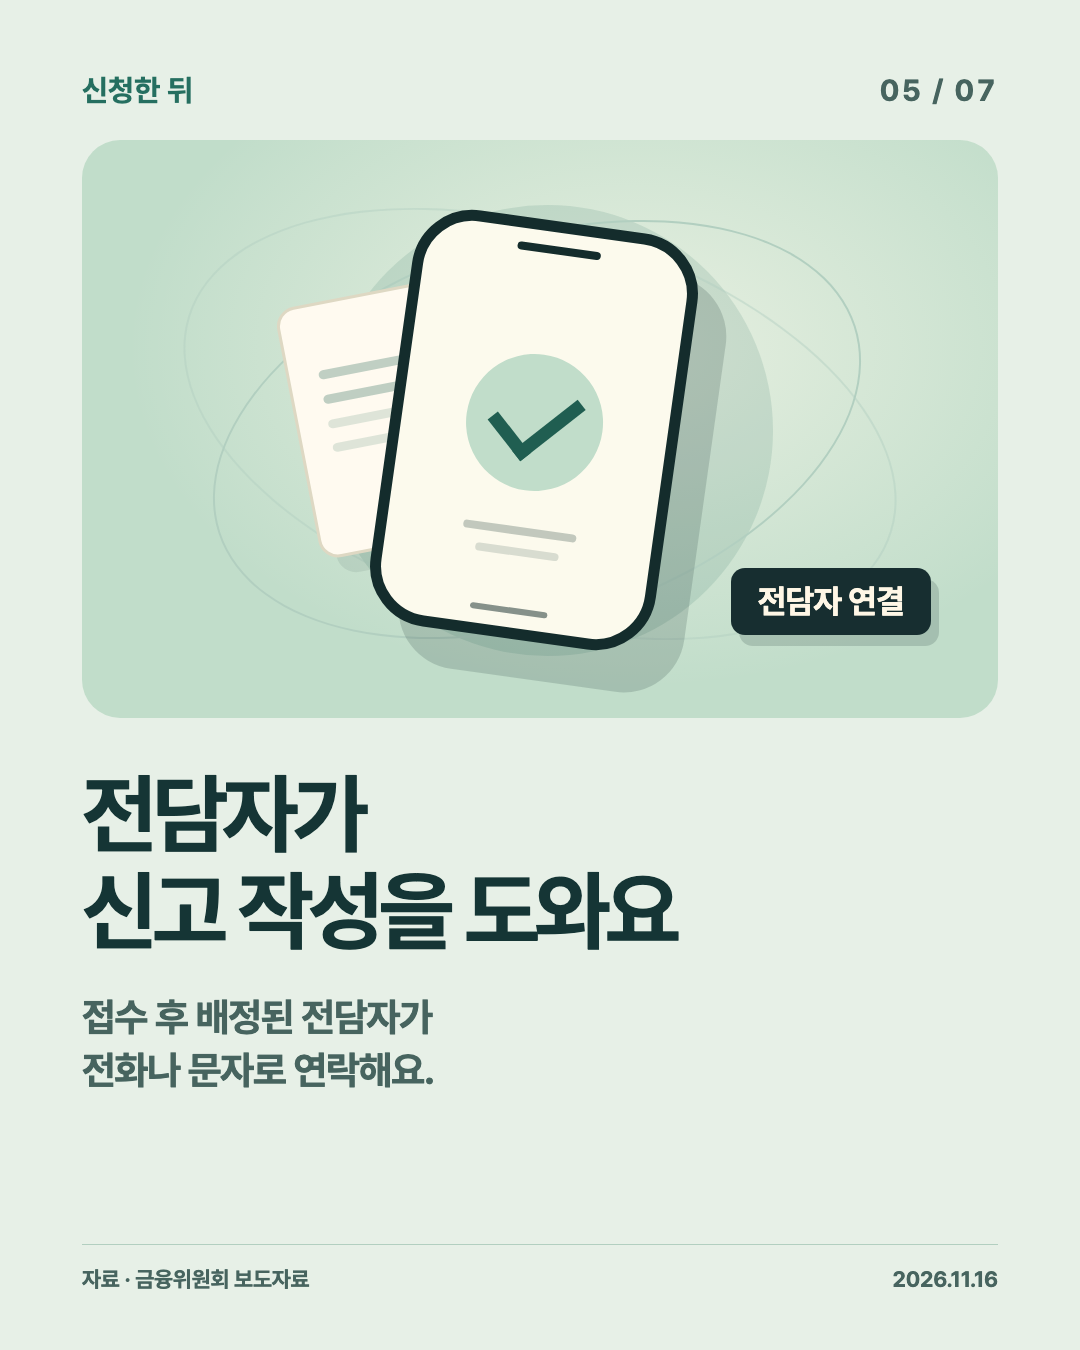 신청한 뒤
05 / 07
전담자 연결
전담자가
신고 작성을 도와요
접수 후 배정된 전담자가
전화나 문자로 연락해요.
자료 · 금융위원회 보도자료
2026.11.16